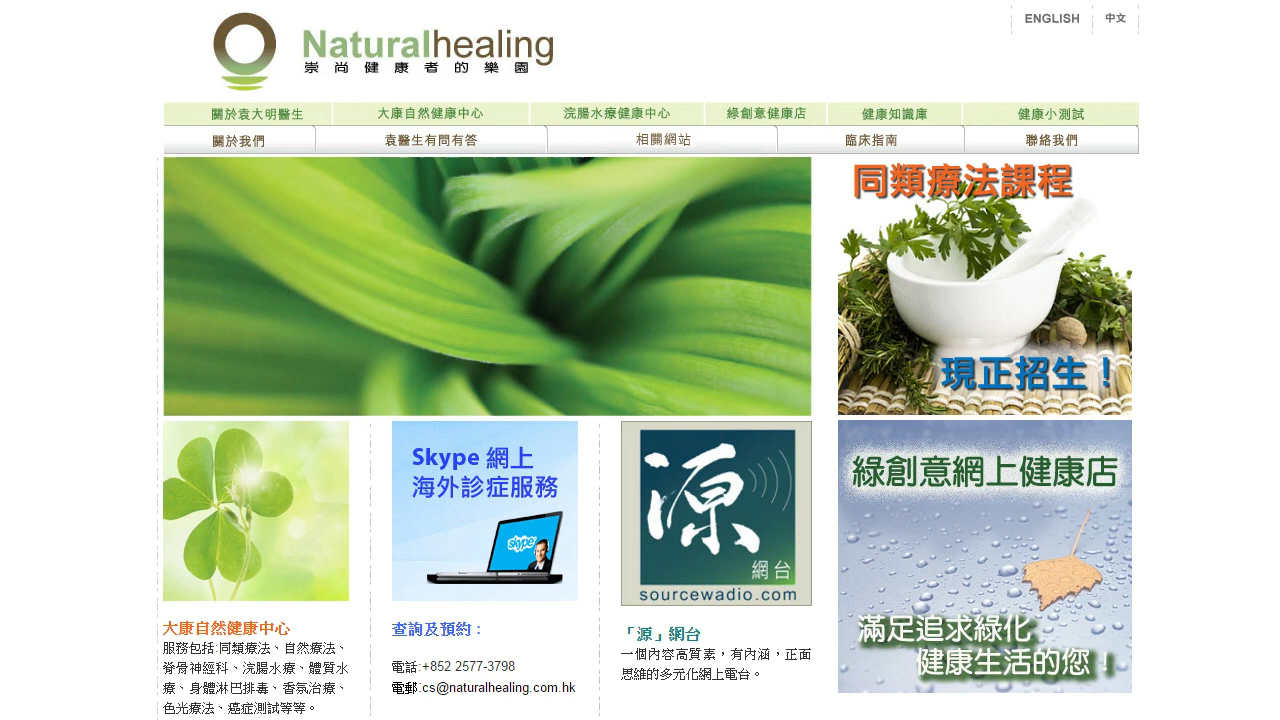 ENGLISH 中文
Naturalhealing
崇尚健康者的樂園
關於袁大明醫生 大康自然健康中心 浣腸水療健康中心 綠創意健康店 健康知識庫 健康小測試
關於我們 袁醫生有問有答 相關網站 臨床指南 聯絡我們
同類療法課程
現正招生！
Skype 網上
海外診症服務
skype
源
網台
sourcewadio.com
綠創意網上健康店
滿足追求綠化
健康生活的您！
大康自然健康中心
服務包括:同類療法、自然療法、
脊骨神經科、浣腸水療、體質水
療、身體淋巴排毒、香氛治療、
色光療法、癌症測試等等。
查詢及預約：
電話:+852 2577-3798
電郵:cs@naturalhealing.com.hk
「源」網台
一個內容高質素，有內涵，正面
思維的多元化網上電台。